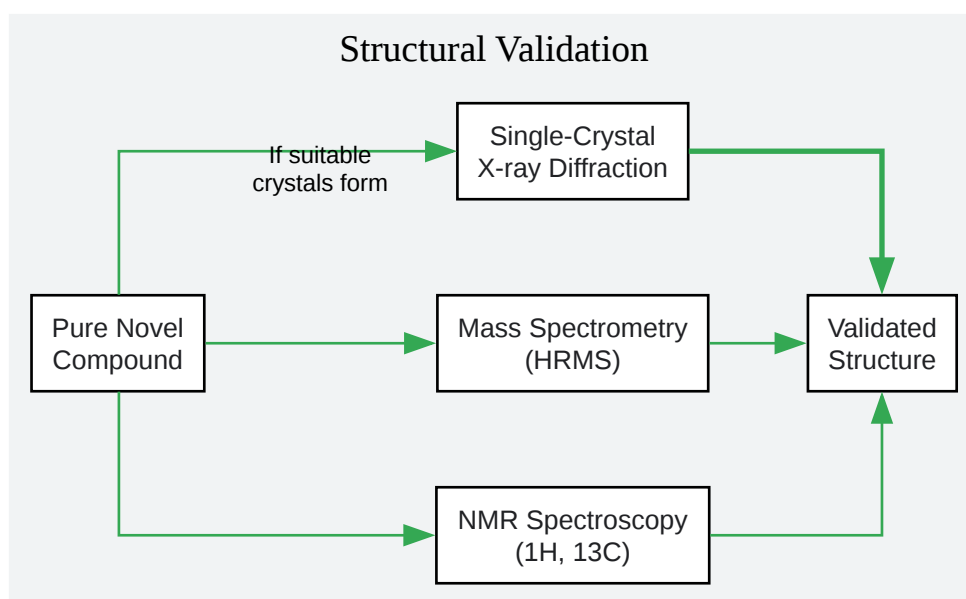 Structural Validation
Single-Crystal
X-ray Diffraction
If suitable
crystals form
Pure Novel
Compound
Mass Spectrometry
(HRMS)
Validated
Structure
NMR Spectroscopy
(1H, 13C)